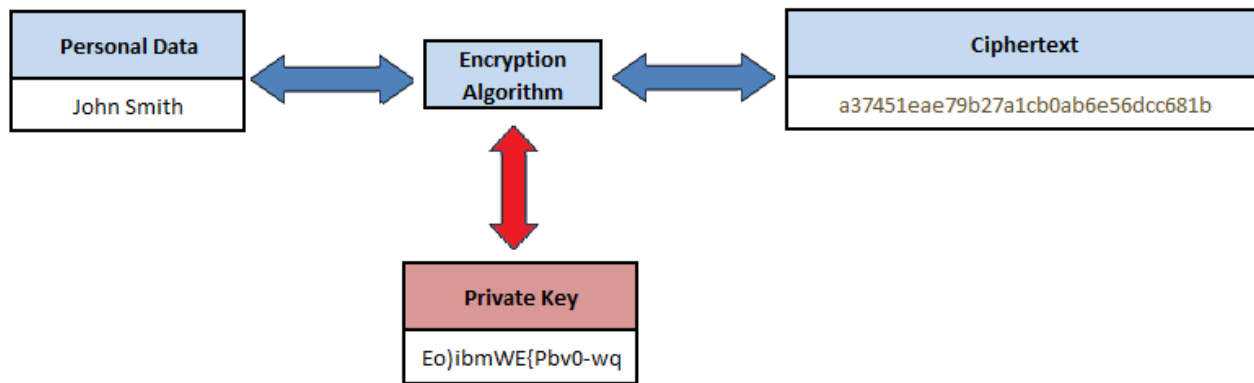 Personal Data
John Smith
Encryption
Algorithm
Ciphertext
a37451eae79b27a1cb0ab6e56dcc681b
Private Key
Eo)ibmWE{Pbv0-wq